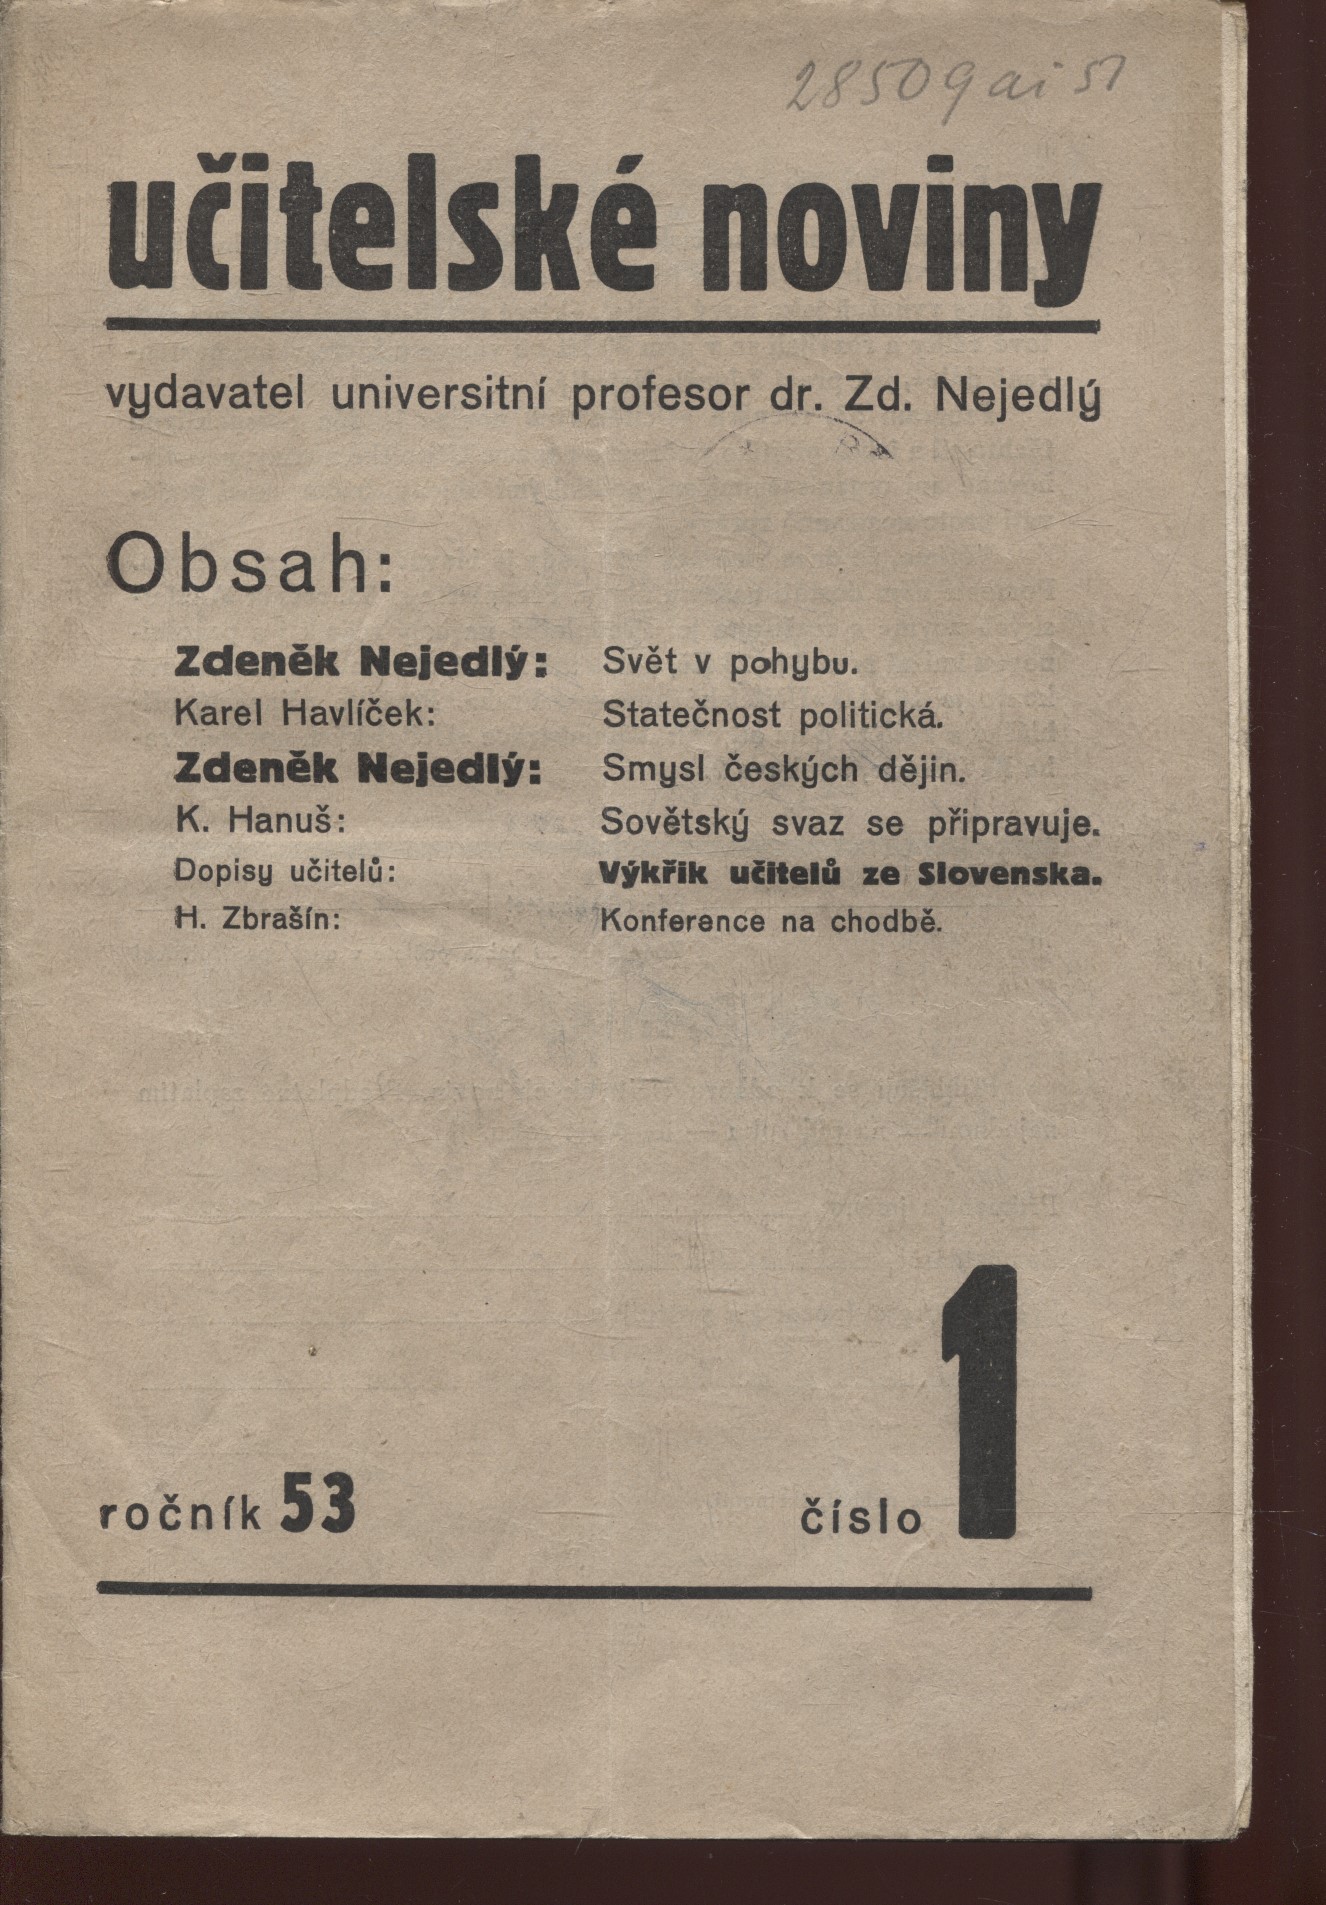 28509 ai 51
učitelské noviny
vydavatel universitní profesor dr. Zd. Nejedlý
Obsah:
Zdeněk Nejedlý: Svět v pohybu.
Karel Havlíček: Statečnost politická.
Zdeněk Nejedlý: Smysl českých dějin.
K. Hanuš: Sovětský svaz se připravuje.
Dopisy učitelů: Výkřik učitelů ze Slovenska.
H. Zbrašín: Konference na chodbě.
ročník 53 číslo 1